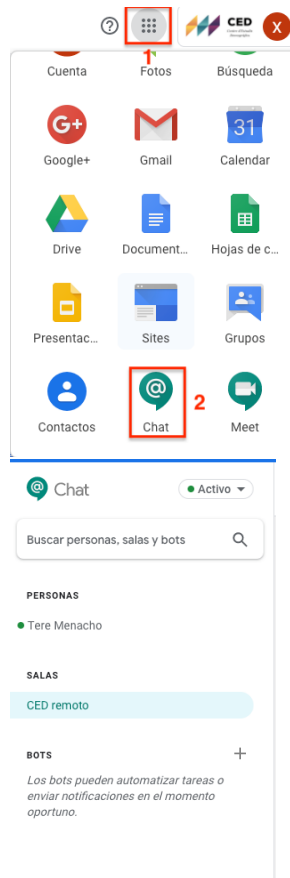 CED
X
1
Cuenta Fotos Búsqueda
G+
31
Google+ Gmail Calendar
Drive Document... Hojas de c...
Presentac... Sites Grupos
@
2
Contactos Chat Meet
@ Chat
Activo
Buscar personas, salas y bots
PERSONAS
Tere Menacho
SALAS
CED remoto
BOTS +
Los bots pueden automatizar tareas o
enviar notificaciones en el momento
oportuno.